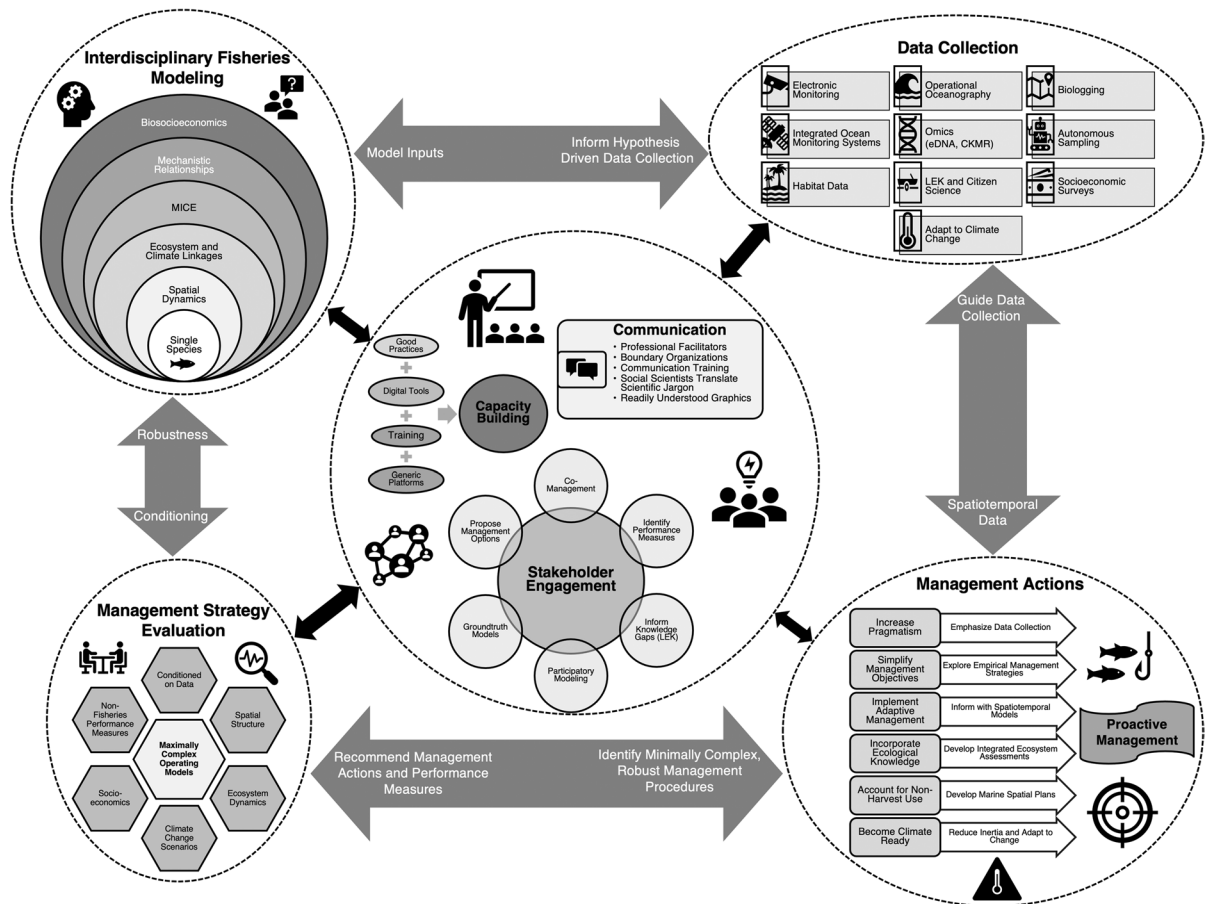 Interdisciplinary Fisheries
Modeling
Biosocioeconomics
Mechanistic
Relationships
MICE
Ecosystem and
Climate Linkages
Spatial
Dynamics
Single
Species
?
Model Inputs
Inform Hypothesis
Driven Data Collection
Data Collection
Electronic
Monitoring
Operational
Oceanography
Biologging
Integrated Ocean
Monitoring Systems
Omics
(eDNA, CKMR)
Autonomous
Sampling
Habitat Data
LEK and Citizen
Science
Socioeconomic
Surveys
Adapt to Climate
Change
Robustness
Conditioning
Good
Practices
Digital Tools
Training
Generic
Platforms
Capacity
Building
Communication
• Professional Facilitators
• Boundary Organizations
• Communication Training
• Social Scientists Translate
Scientific Jargon
• Readily Understood Graphics
Co-
Management
Propose
Management
Options
Identify
Performance
Measures
Stakeholder
Engagement
Groundtruth
Models
Inform
Knowledge
Gaps (LEK)
Participatory
Modeling
Guide Data
Collection
Spatiotemporal
Data
Management Strategy
Evaluation
Conditioned
on Data
Non-
Fisheries
Performance
Measures
Spatial
Structure
Maximally
Complex
Operating
Models
Socio-
economics
Ecosystem
Dynamics
Climate
Change
Scenarios
Recommend Management
Actions and Performance
Measures
Identify Minimally Complex,
Robust Management
Procedures
Management Actions
Increase
Pragmatism
Emphasize Data Collection
Simplify
Management
Objectives
Explore Empirical Management
Strategies
Implement
Adaptive
Management
Inform with Spatiotemporal
Models
Incorporate
Ecological
Knowledge
Develop Integrated Ecosystem
Assessments
Account for Non-
Harvest Use
Develop Marine Spatial Plans
Become Climate
Ready
Reduce Inertia and Adapt to
Change
Proactive
Management